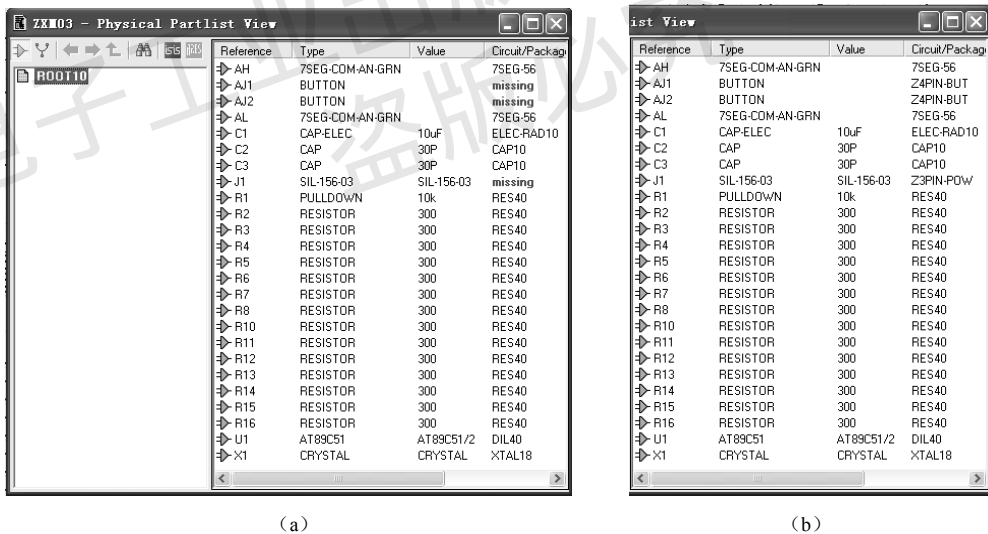 ZXM03 - Physical Partlist View
ROOT10
Reference Type Value Circuit/Packag
AH 7SEG-COM-AN-GRN 7SEG-56
AJ1 BUTTON missing
AJ2 BUTTON missing
AL 7SEG-COM-AN-GRN 7SEG-56
C1 CAP-ELEC 10uF ELEC-RAD10
C2 CAP 30P CAP10
C3 CAP 30P CAP10
J1 SIL-156-03 SIL-156-03 missing
R1 PULLDOWN 10k RES40
R2 RESISTOR 300 RES40
R3 RESISTOR 300 RES40
R4 RESISTOR 300 RES40
R5 RESISTOR 300 RES40
R6 RESISTOR 300 RES40
R7 RESISTOR 300 RES40
R8 RESISTOR 300 RES40
R10 RESISTOR 300 RES40
R11 RESISTOR 300 RES40
R12 RESISTOR 300 RES40
R13 RESISTOR 300 RES40
R14 RESISTOR 300 RES40
R15 RESISTOR 300 RES40
R16 RESISTOR 300 RES40
U1 AT89C51 AT89C51/2 DIL40
X1 CRYSTAL CRYSTAL XTAL18
(a)
ist View
Reference Type Value Circuit/Packag
AH 7SEG-COM-AN-GRN 7SEG-56
AJ1 BUTTON Z4PIN-BUT
AJ2 BUTTON Z4PIN-BUT
AL 7SEG-COM-AN-GRN 7SEG-56
C1 CAP-ELEC 10uF ELEC-RAD10
C2 CAP 30P CAP10
C3 CAP 30P CAP10
J1 SIL-156-03 SIL-156-03 Z3PIN-POW
R1 PULLDOWN 10k RES40
R2 RESISTOR 300 RES40
R3 RESISTOR 300 RES40
R4 RESISTOR 300 RES40
R5 RESISTOR 300 RES40
R6 RESISTOR 300 RES40
R7 RESISTOR 300 RES40
R8 RESISTOR 300 RES40
R10 RESISTOR 300 RES40
R11 RESISTOR 300 RES40
R12 RESISTOR 300 RES40
R13 RESISTOR 300 RES40
R14 RESISTOR 300 RES40
R15 RESISTOR 300 RES40
R16 RESISTOR 300 RES40
U1 AT89C51 AT89C51/2 DIL40
X1 CRYSTAL CRYSTAL XTAL18
(b)